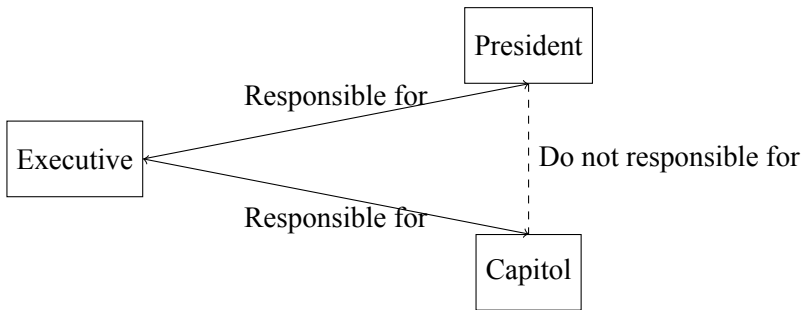 President
Responsible for
Executive
Do not responsible for
Responsible for
Capitol